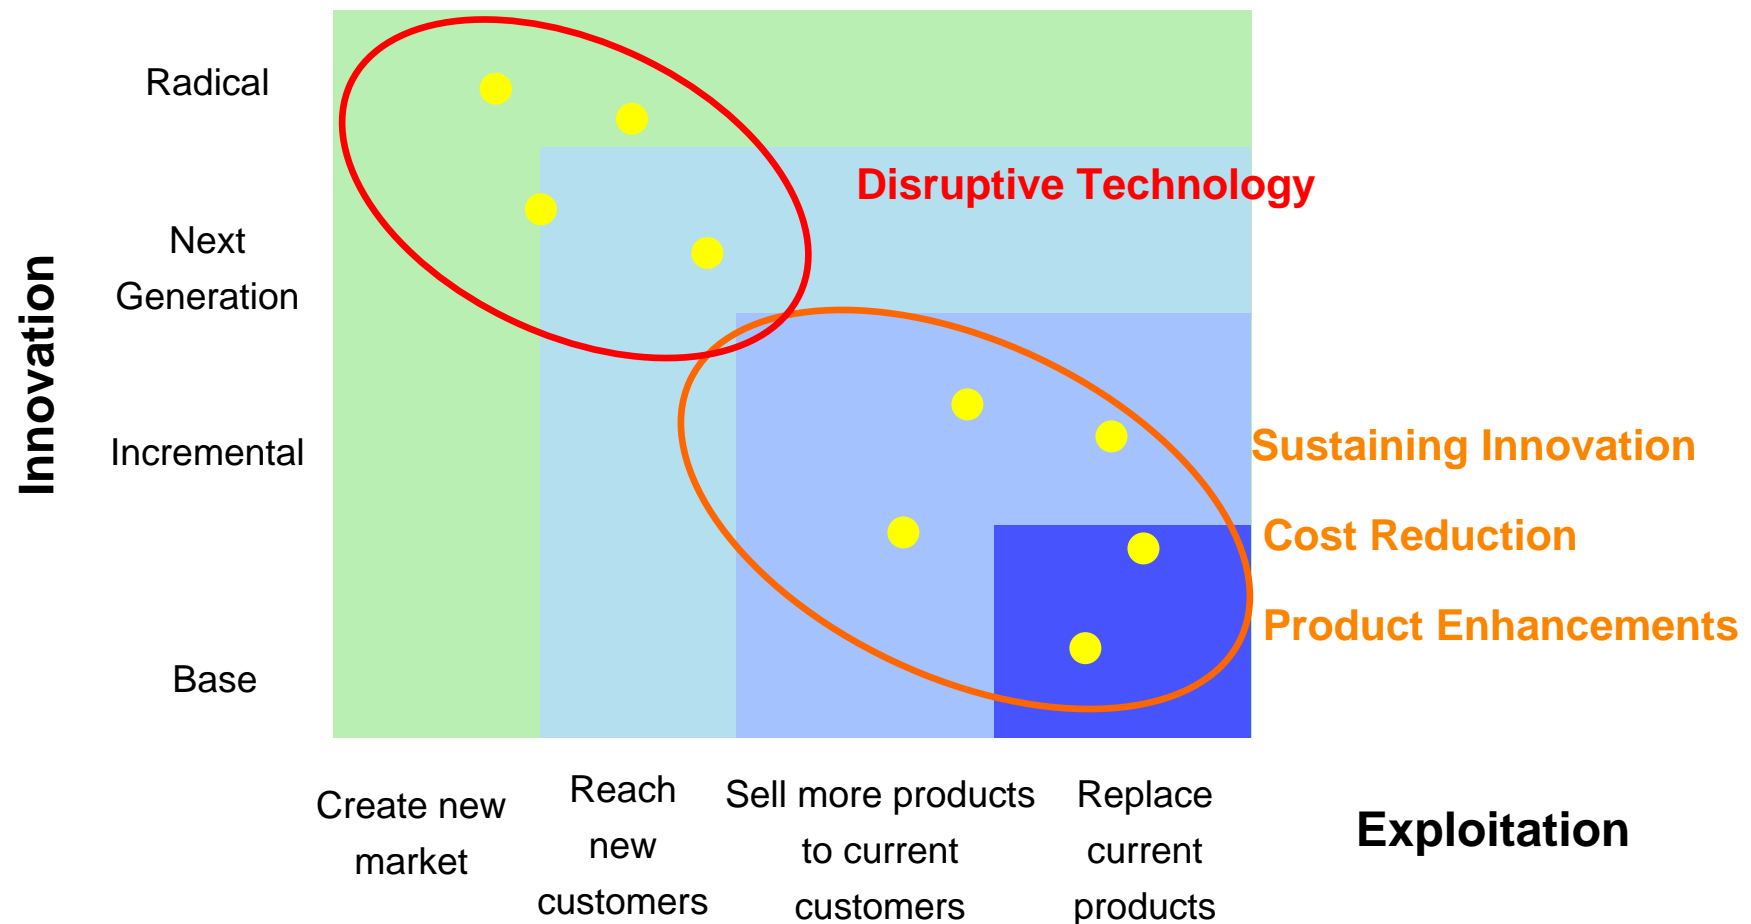 Radical
Disruptive Technology
Next
Generation
Innovation
Incremental
Sustaining Innovation
Cost Reduction
Product Enhancements
Base
Create new
market
Reach
new
customers
Sell more products
to current
customers
Replace
current
products
Exploitation